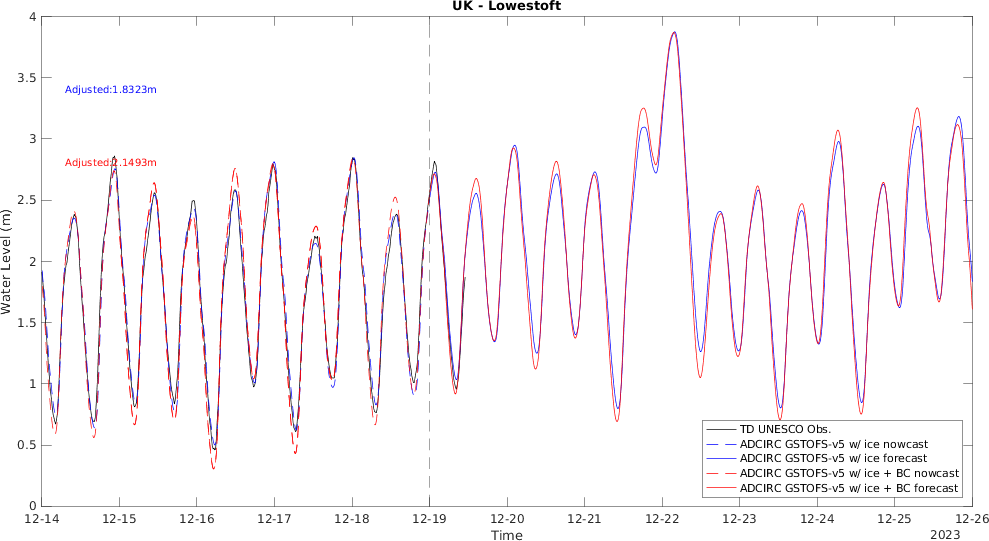 UK - Lowestoft
4
3.5
3
2.5
2
1.5
1
0.5
0
Water Level (m)
Adjusted:1.8323m
Adjusted:2.1493m
TD UNESCO Obs.
ADCIRC GSTOFS-v5 w/ ice nowcast
ADCIRC GSTOFS-v5 w/ ice forecast
ADCIRC GSTOFS-v5 w/ ice + BC nowcast
ADCIRC GSTOFS-v5 w/ ice + BC forecast
12-14 12-15 12-16 12-17 12-18 12-19 12-20 12-21 12-22 12-23 12-24 12-25 12-26
Time
2023